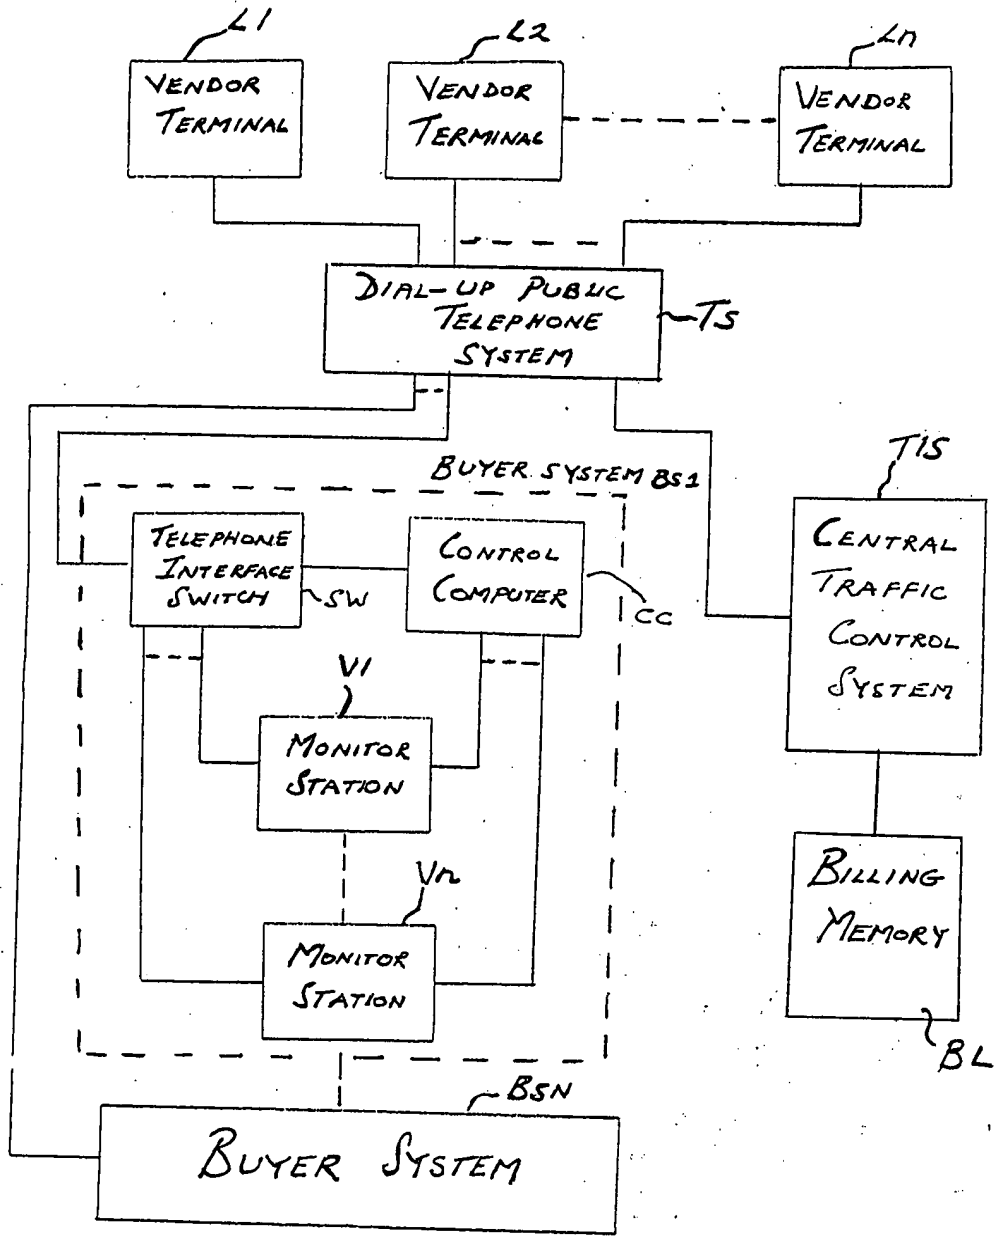 L1
L2
Ln
VENDOR
TERMINAL
VENDOR
TERMINAL
VENDOR
TERMINAL
DIAL-UP PUBLIC
TELEPHONE
SYSTEM
TS
BUYER SYSTEM BS1
T1S
TELEPHONE
INTERFACE
SWITCH
SW
CONTROL
COMPUTER
CC
CENTRAL
TRAFFIC
CONTROL
SYSTEM
V1
MONITOR
STATION
Vn
MONITOR
STATION
BILLING
MEMORY
BL
BSN
BUYER SYSTEM